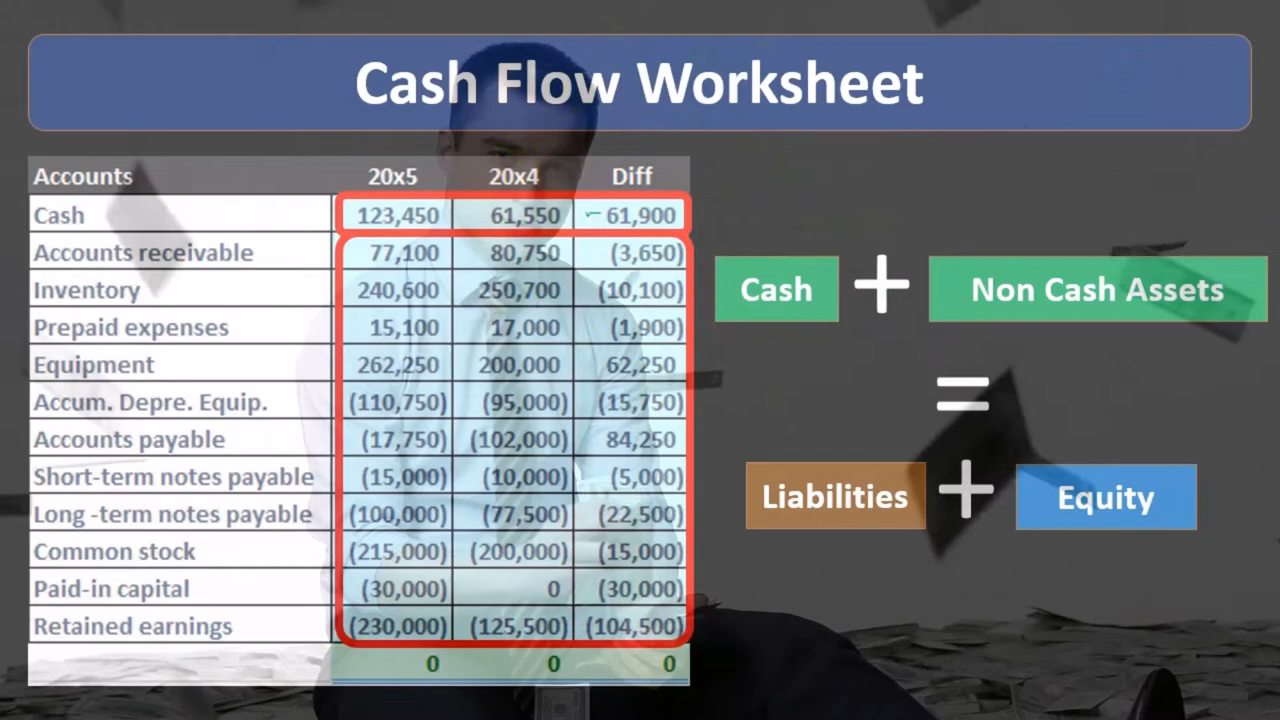 Cash Flow Worksheet
Accounts 20x5 20x4 Diff
Cash 123,450 61,550 61,900
Accounts receivable 77,100 80,750 (3,650)
Inventory 240,600 250,700 (10,100)
Prepaid expenses 15,100 17,000 (1,900)
Equipment 262,250 200,000 62,250
Accum. Depre. Equip. (110,750) (95,000) (15,750)
Accounts payable (17,750) (102,000) 84,250
Short-term notes payable (15,000) (10,000) (5,000)
Long -term notes payable (100,000) (77,500) (22,500)
Common stock (215,000) (200,000) (15,000)
Paid-in capital (30,000) 0 (30,000)
Retained earnings (230,000) (125,500) (104,500)
0 0 0
Cash + Non Cash Assets
=
Liabilities + Equity